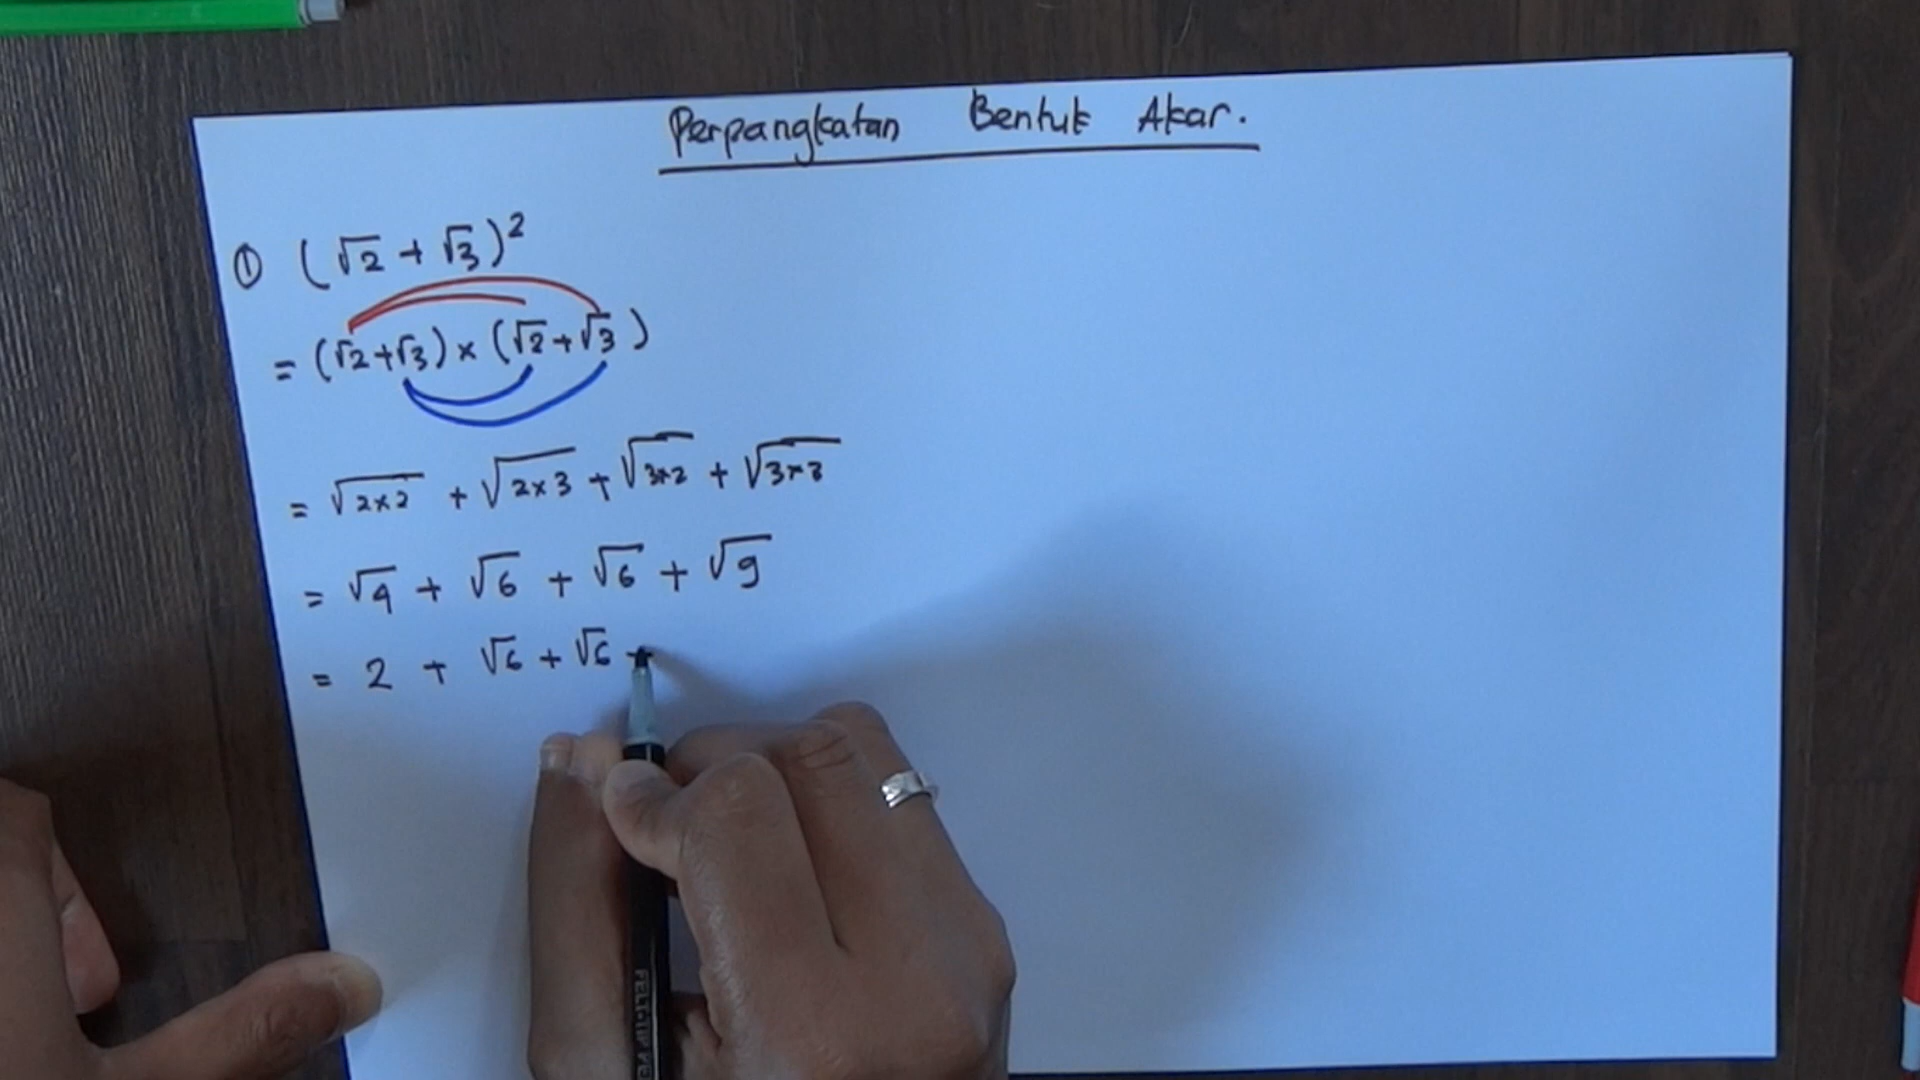 Perpangkatan Bentuk Akar.
① (√2 + √3)²
= (√2+√3) × (√2+√3)
= √2×2 + √2×3 + √3×2 + √3×3
= √4 + √6 + √6 + √9
= 2 + √6 + √6 +